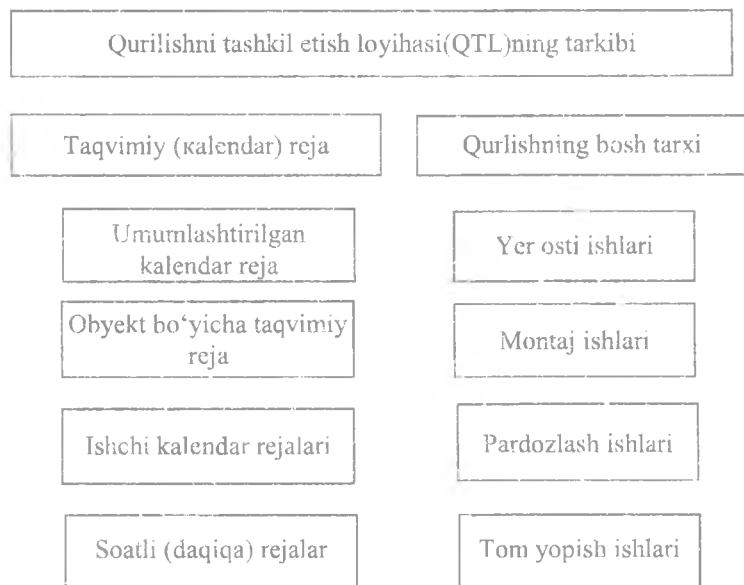 Qurilishni tashkil etish loyihasi(QTL)ning tarkibi
Taqvimiy (кalendar) reja
Qurlishning bosh tarxi
Umumlashtirilgan
kalendar reja
Yer osti ishlari
Obyekt bo‘yicha taqvimiy
reja
Montaj ishlari
Ishchi kalendar rejalari
Pardozlash ishlari
Soatli (daqiqa) rejalar
Tom yopish ishlari